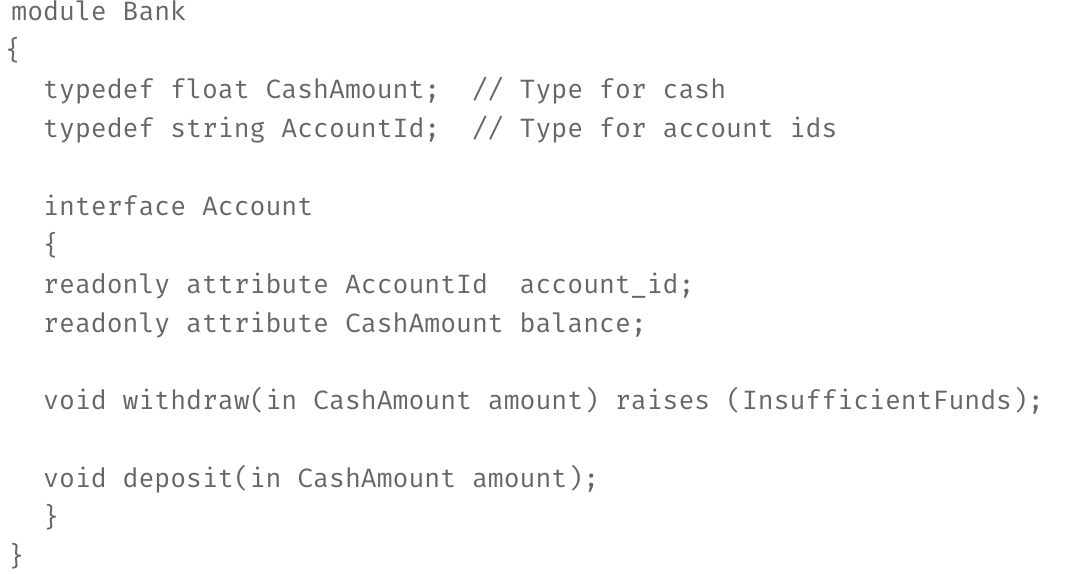 module Bank
{
typedef float CashAmount;  // Type for cash
typedef string AccountId;  // Type for account ids
interface Account
{
readonly attribute AccountId  account_id;
readonly attribute CashAmount balance;
void withdraw(in CashAmount amount) raises (InsufficientFunds);
void deposit(in CashAmount amount);
}
}